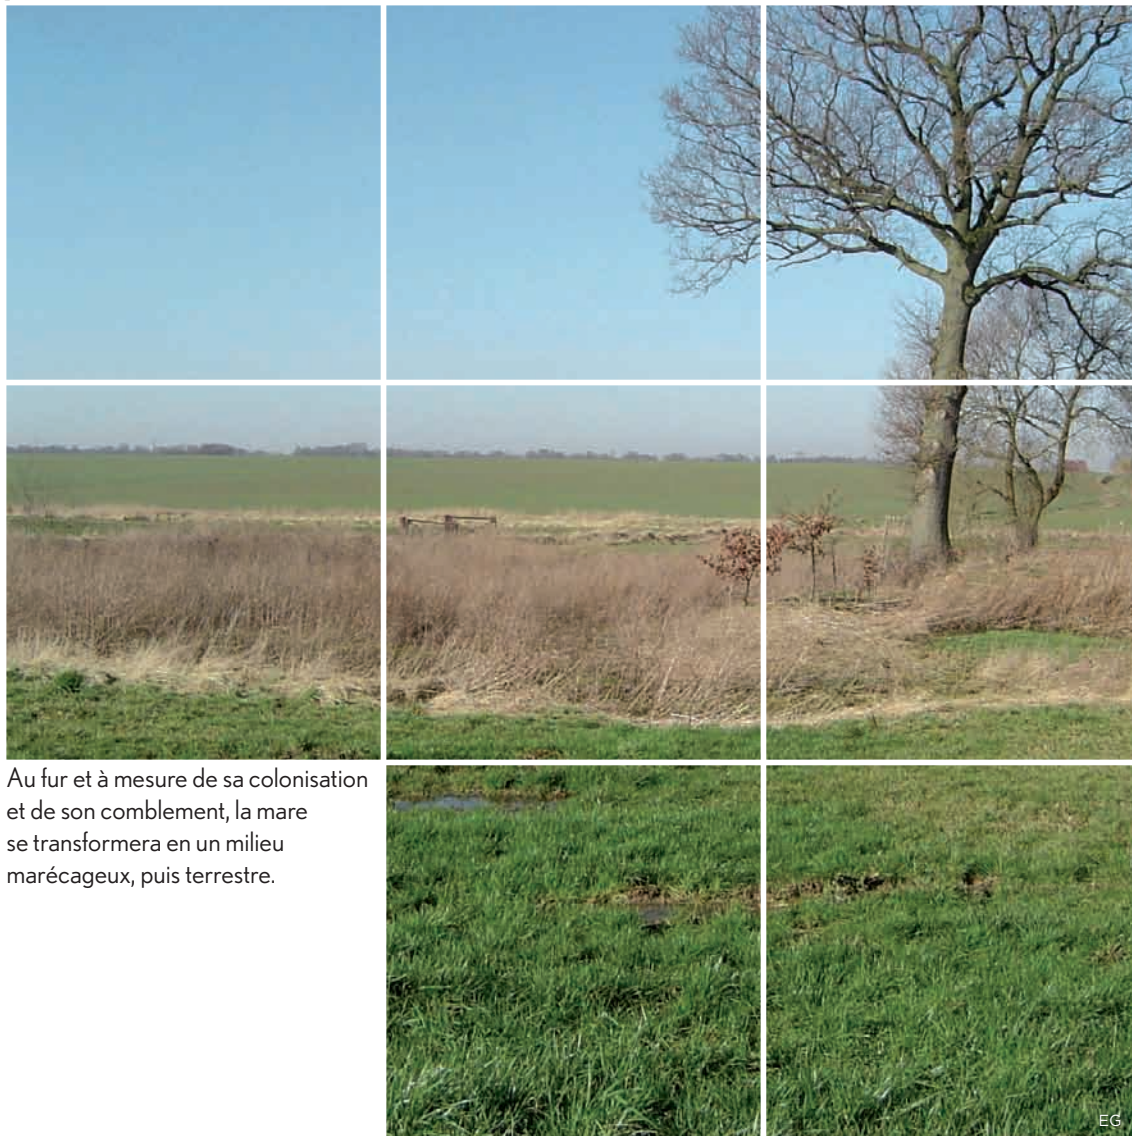 Au fur et à mesure de sa colonisation
et de son comblement, la mare
se transformera en un milieu
marécageux, puis terrestre.
EG